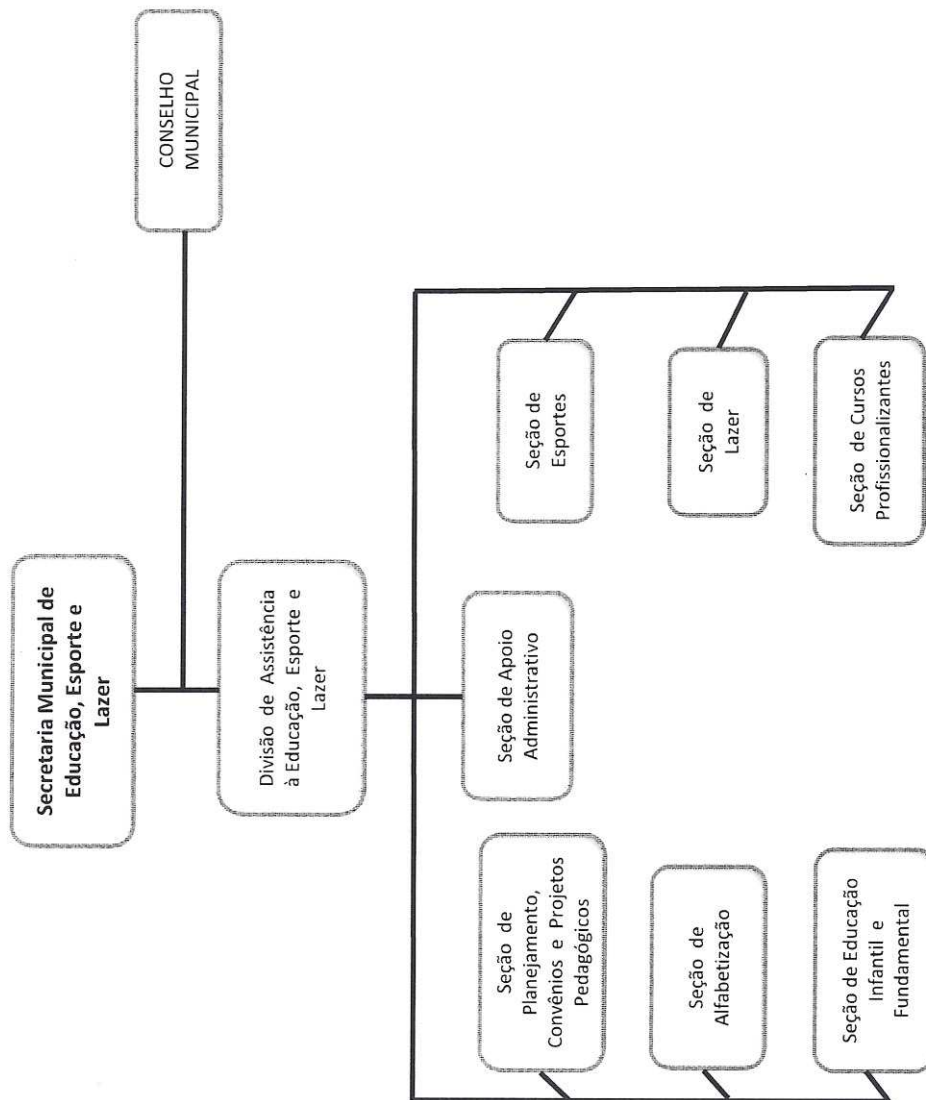 Secretaria Municipal de
Educação, Esporte e
Lazer
CONSELHO
MUNICIPAL
Divisão de Assistência
à Educação, Esporte e
Lazer
Seção de
Planejamento,
Convênios e Projetos
Pedagógicos
Seção de Apoio
Administrativo
Seção de
Esportes
Seção de
Alfabetização
Seção de
Lazer
Seção de Educação
Infantil e
Fundamental
Seção de Cursos
Profissionalizantes